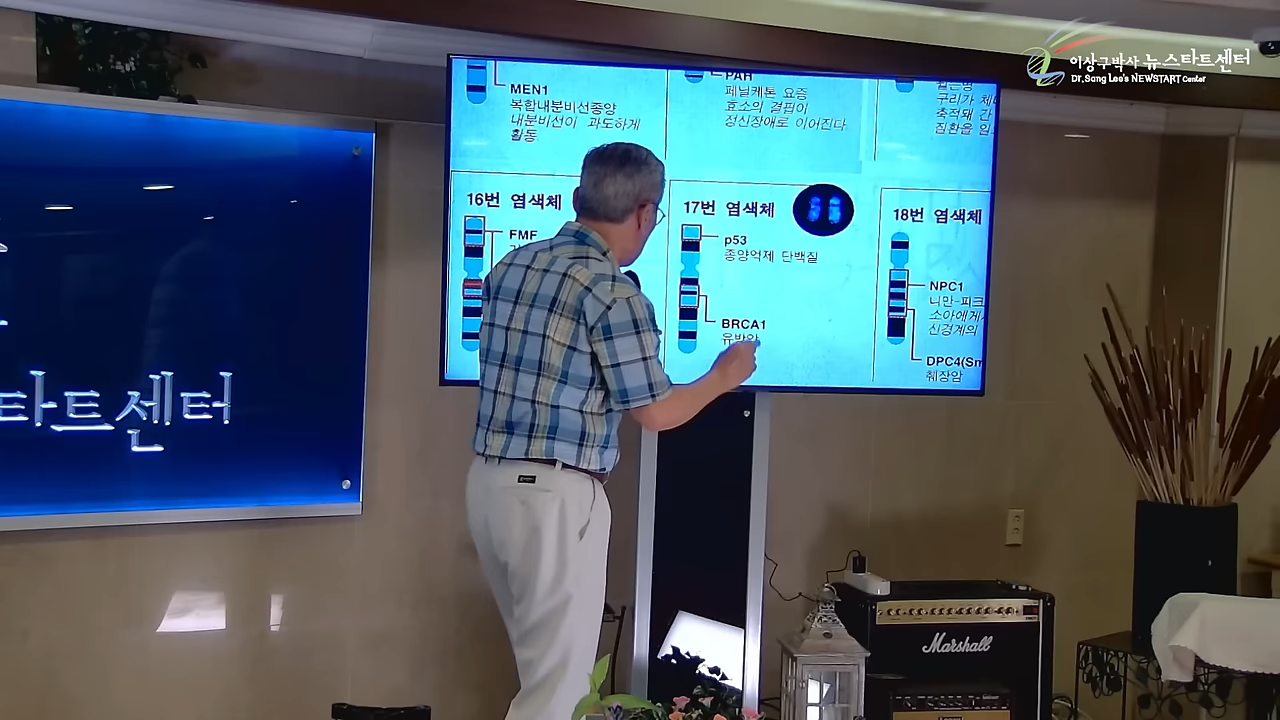 이상구박사 뉴스타트센터
Dr. Sang Lee's NEWSTART Center
MEN1
복합내분비선종양
내분비선이 과도하게
활동
PAH
페닐케톤 요증
효소의 결핍이
정신장애로 이어진다
구리가 체
축적돼 간
질환을 일
16번 염색체
FMF
17번 염색체
p53
종양억제 단백질
BRCA1
유방암
18번 염색체
NPC1
니만-피크
소아에게
신경계의
DPC4(Sm
췌장암
타트센터
Marshall